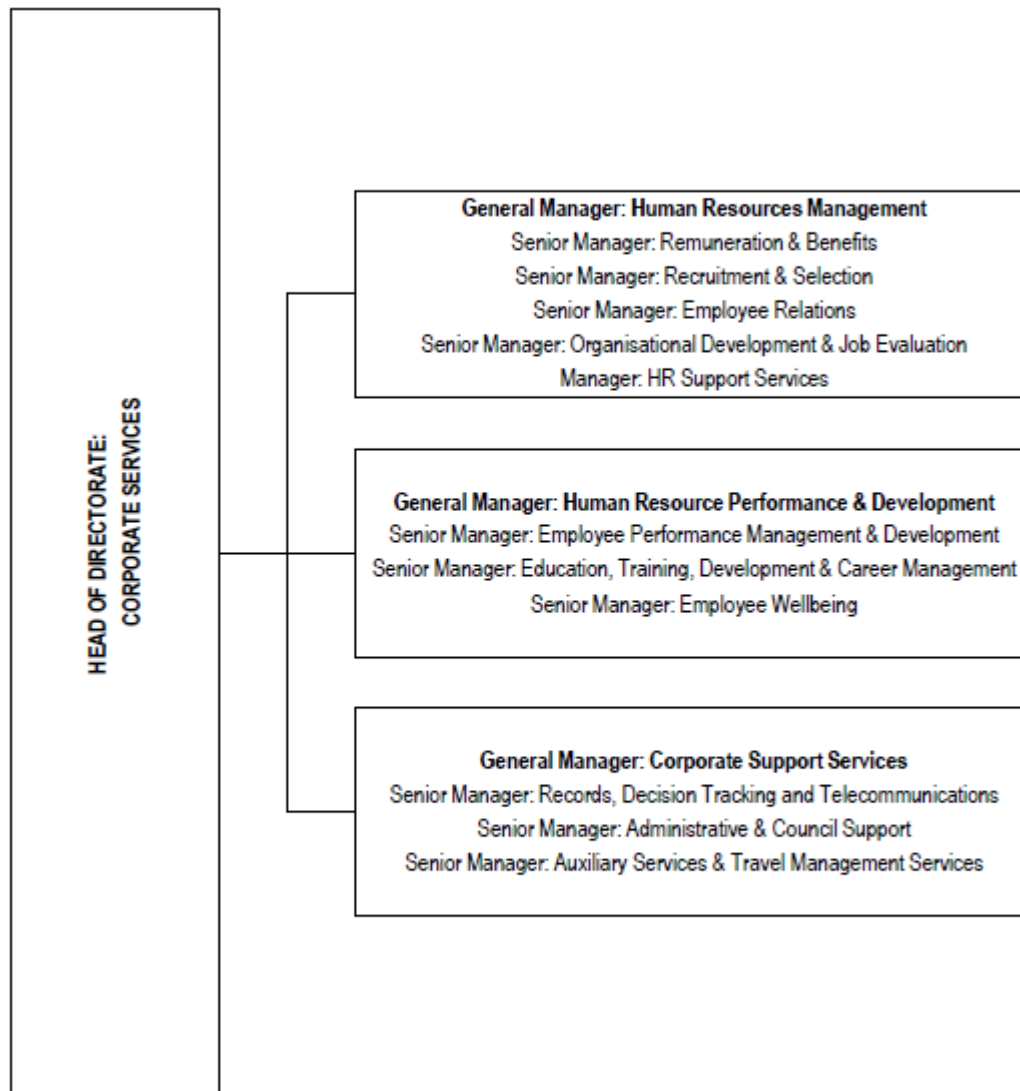 HEAD OF DIRECTORATE:
CORPORATE SERVICES
General Manager: Human Resources Management
Senior Manager: Remuneration & Benefits
Senior Manager: Recruitment & Selection
Senior Manager: Employee Relations
Senior Manager: Organisational Development & Job Evaluation
Manager: HR Support Services
General Manager: Human Resource Performance & Development
Senior Manager: Employee Performance Management & Development
Senior Manager: Education, Training, Development & Career Management
Senior Manager: Employee Wellbeing
General Manager: Corporate Support Services
Senior Manager: Records, Decision Tracking and Telecommunications
Senior Manager: Administrative & Council Support
Senior Manager: Auxiliary Services & Travel Management Services